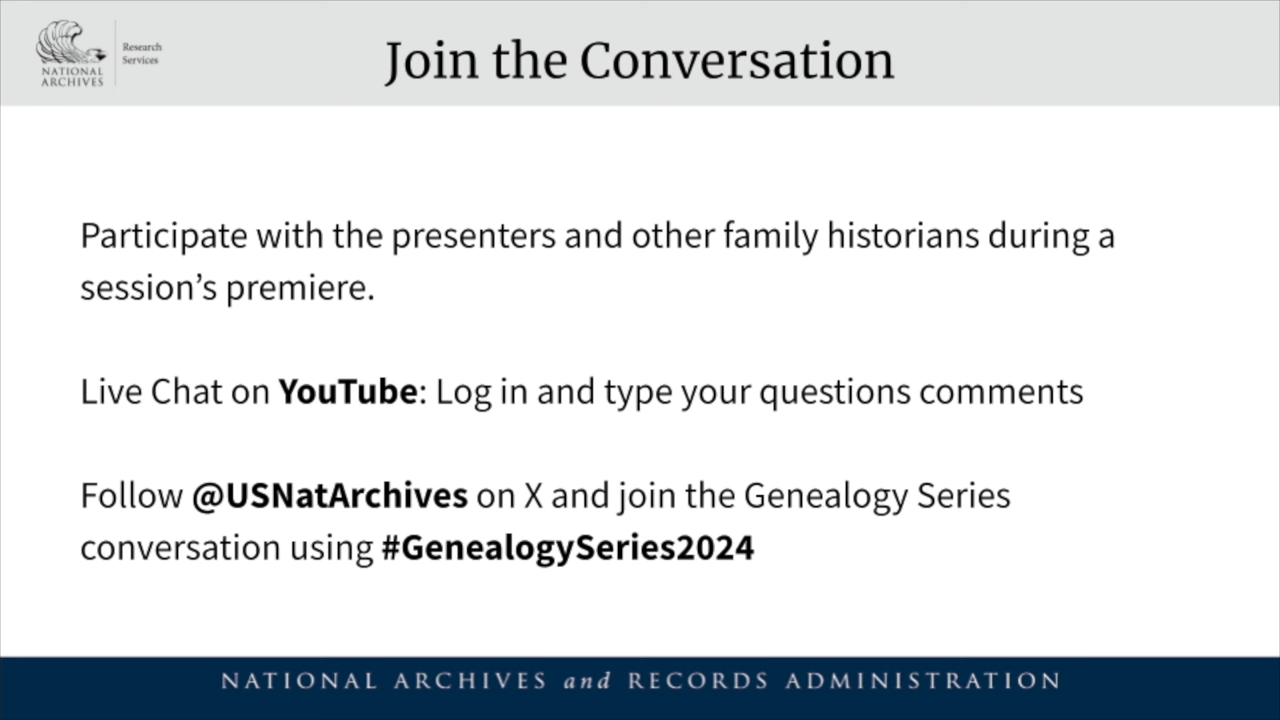 NATIONAL
ARCHIVES
Research
Services
Join the Conversation
Participate with the presenters and other family historians during a
session’s premiere.
Live Chat on YouTube: Log in and type your questions comments
Follow @USNatArchives on X and join the Genealogy Series
conversation using #GenealogySeries2024
NATIONAL ARCHIVES and RECORDS ADMINISTRATION